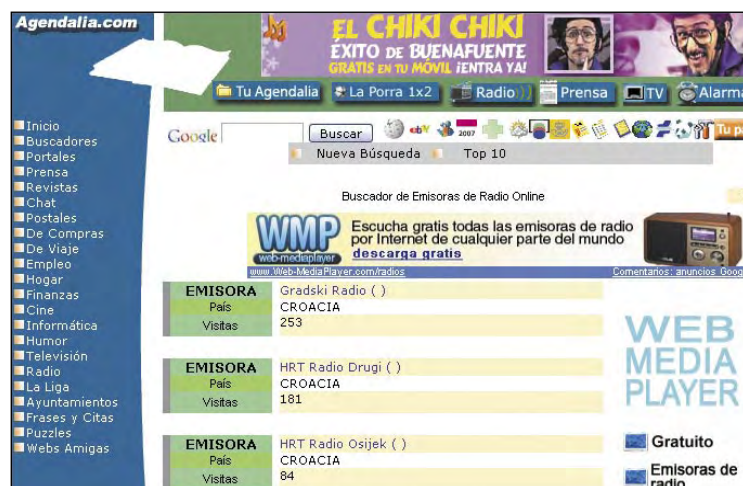 Agendalia.com
EL CHIKI CHIKI
ÉXITO DE BUENAFUENTE
GRATIS EN TU MÓVIL ¡ENTRA YA!
Tu Agendalia
La Porra 1x2
Radio
Prensa
TV
Alarma
Inicio
Buscadores
Portales
Prensa
Revistas
Chat
Postales
De Compras
De Viaje
Empleo
Hogar
Finanzas
Cine
Informática
Humor
Televisión
Radio
La Liga
Ayuntamientos
Frases y Citas
Puzzles
Webs Amigas
Google Buscar
ebY
2007
Tu pá
Nueva Búsqueda Top 10
Buscador de Emisoras de Radio Online
WMP
web-mediaplayer
Escucha gratis todas las emisoras de radio
por Internet de cualquier parte del mundo
descarga gratis
www.Web-MediaPlayer.com/radios
Comentarios: anuncios Goog
EMISORA Gradski Radio ( )
País CROACIA
Visitas 253
EMISORA HRT Radio Drugi ( )
País CROACIA
Visitas 181
EMISORA HRT Radio Osijek ( )
País CROACIA
Visitas 84
WEB
MEDIA
PLAYER
Gratuito
Emisoras de
radio